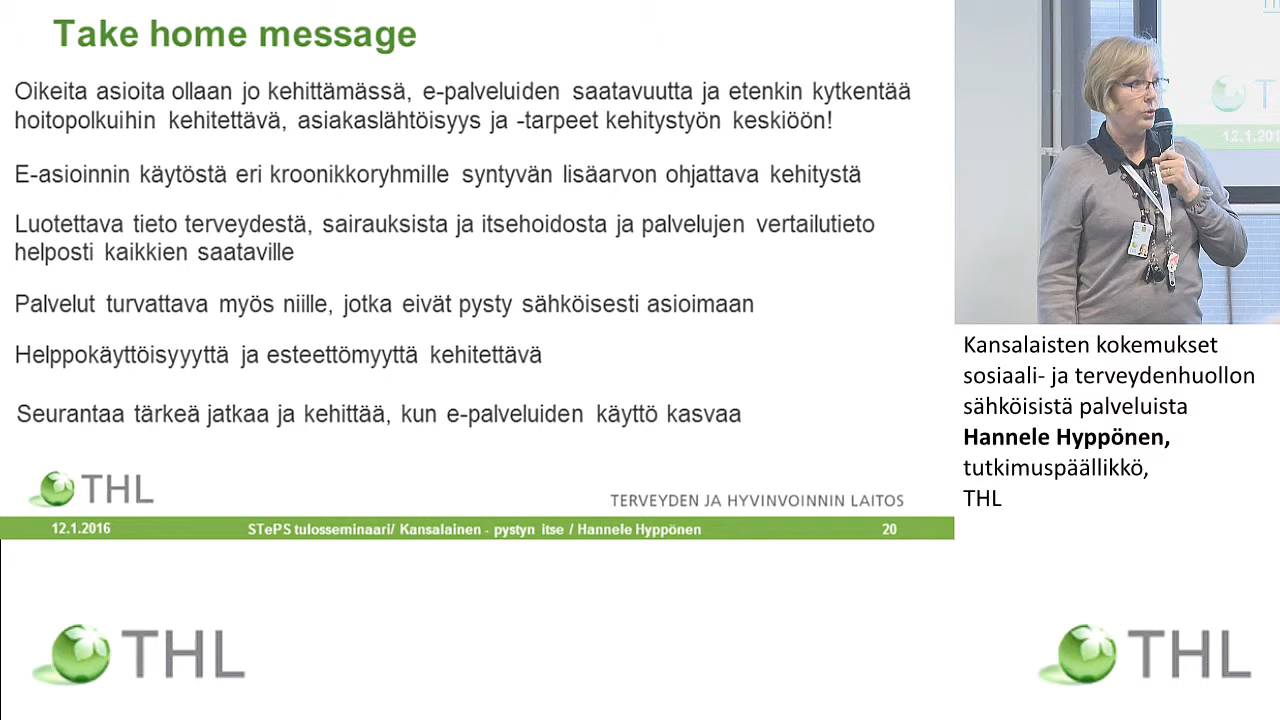 Take home message
Oikeita asioita ollaan jo kehittämässä, e-palveluiden saatavuutta ja etenkin kytkentää
hoitopolkuihin kehitettävä, asiakaslähtöisyys ja -tarpeet kehitystyön keskiöön!
E-asioinnin käytöstä eri kroonikkoryhmille syntyvän lisäarvon ohjattava kehitystä
Luotettava tieto terveydestä, sairauksista ja itsehoidosta ja palvelujen vertailutieto
helposti kaikkien saataville
Palvelut turvattava myös niille, jotka eivät pysty sähköisesti asioimaan
Helppokäyttöisyyyttä ja esteettömyyttä kehitettävä
Seurantaa tärkeä jatkaa ja kehittää, kun e-palveluiden käyttö kasvaa
THL
TERVEYDEN JA HYVINVOINNIN LAITOS
12.1.2016 STePS tulosseminaari/ Kansalainen - pystyn itse / Hannele Hyppönen 20
T
12.1.201
Kansalaisten kokemukset
sosiaali- ja terveydenhuollon
sähköisistä palveluista
Hannele Hyppönen,
tutkimuspäällikkö,
THL
THL
THL